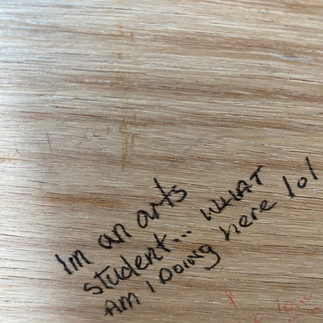 Im an arts
student... WHAT
Am I Doing here lol